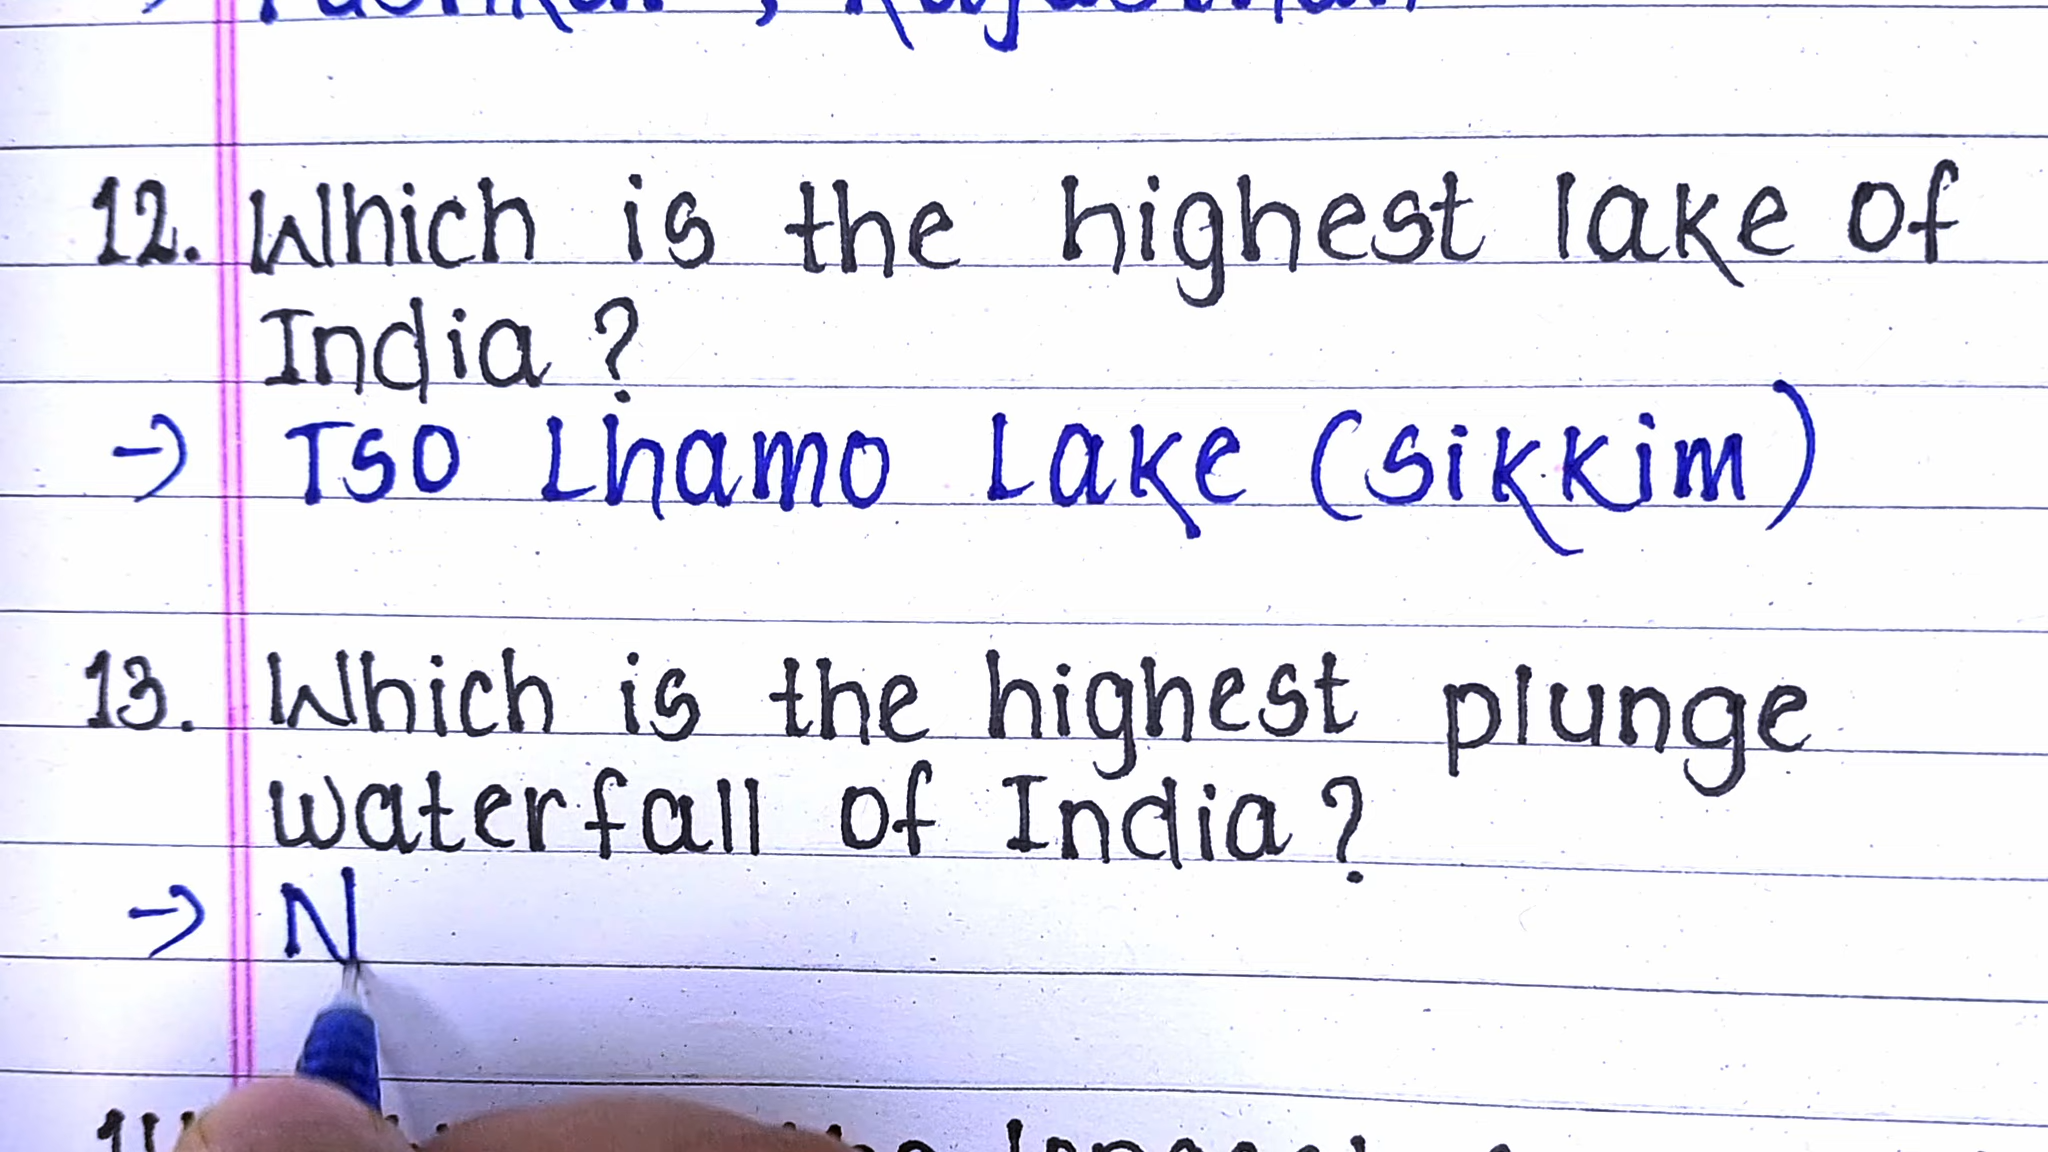 12. Which is the highest lake of
India ?
→ Tso Lhamo Lake (Sikkim)
13. Which is the highest plunge
waterfall of India ?
→ N